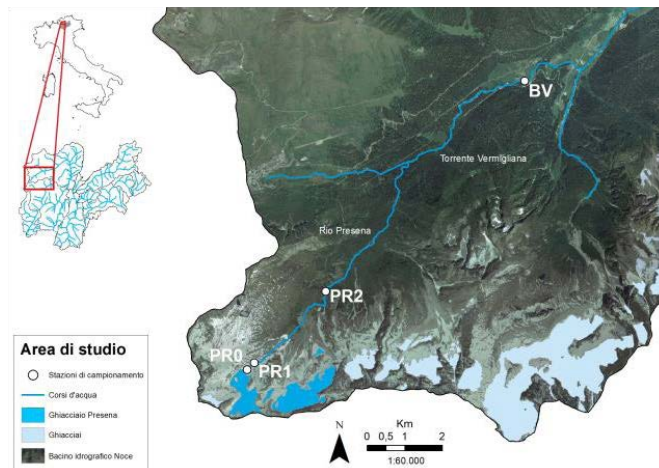 BV
Torrente Vermigliana
Rio Presena
PR2
PR0
PR1
Area di studio
Stazioni di campionamento
Corsi d'acqua
Ghiacciaio Presena
Ghiacciai
Bacino idrografico Noce
N
Km
0 0,5 1 2
1:60.000